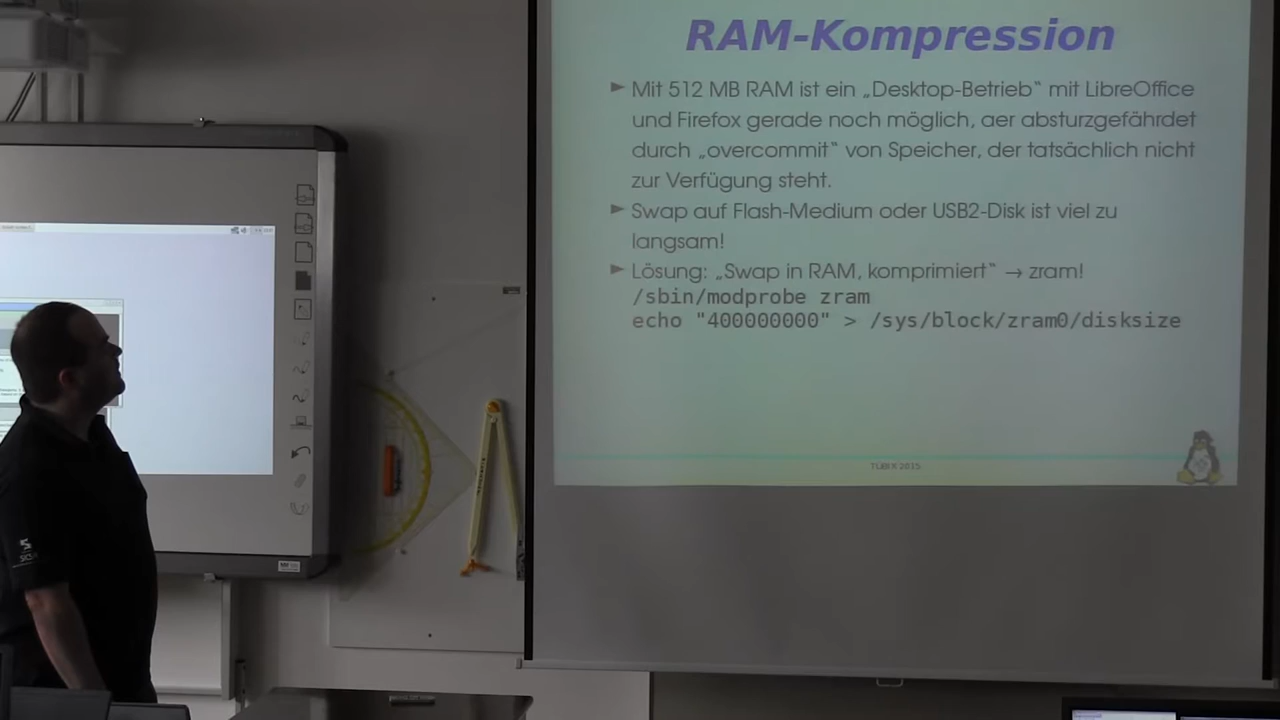 RAM-Kompression
► Mit 512 MB RAM ist ein „Desktop-Betrieb“ mit LibreOffice
und Firefox gerade noch möglich, aer absturzgefährdet
durch „overcommit“ von Speicher, der tatsächlich nicht
zur Verfügung steht.
► Swap auf Flash-Medium oder USB2-Disk ist viel zu
langsam!
► Lösung: „Swap in RAM, komprimiert“ → zram!
/sbin/modprobe zram
echo "400000000" > /sys/block/zram0/disksize
TÜBIX 2015